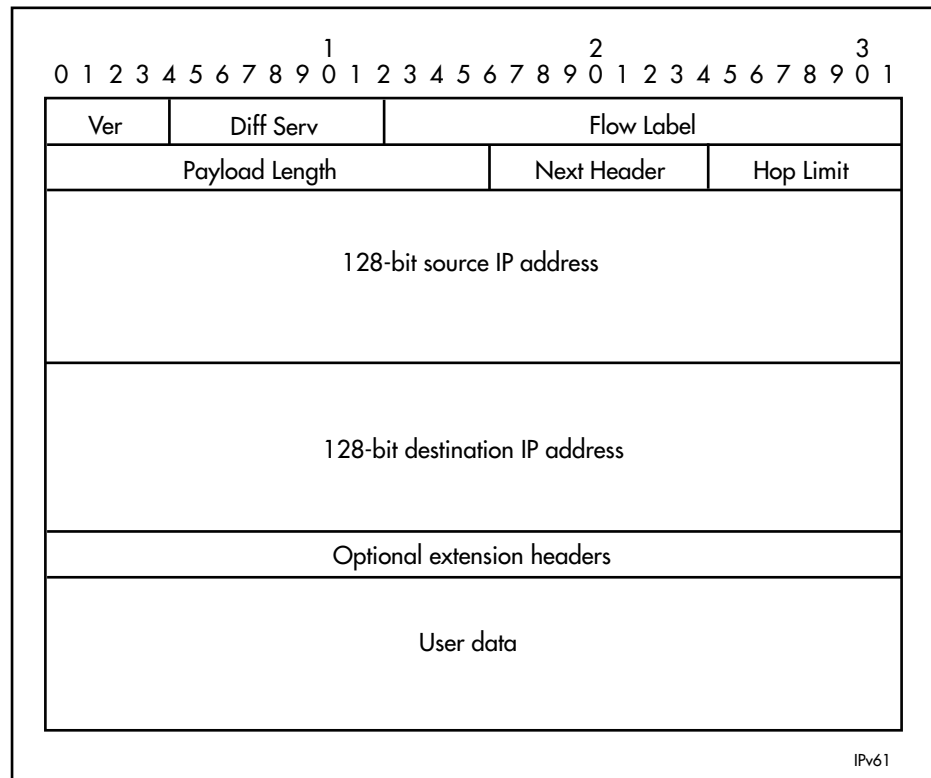 1 2 3
0 1 2 3 4 5 6 7 8 9 0 1 2 3 4 5 6 7 8 9 0 1 2 3 4 5 6 7 8 9 0 1
Ver Diff Serv Flow Label
Payload Length Next Header Hop Limit
128-bit source IP address
128-bit destination IP address
Optional extension headers
User data
IPv61